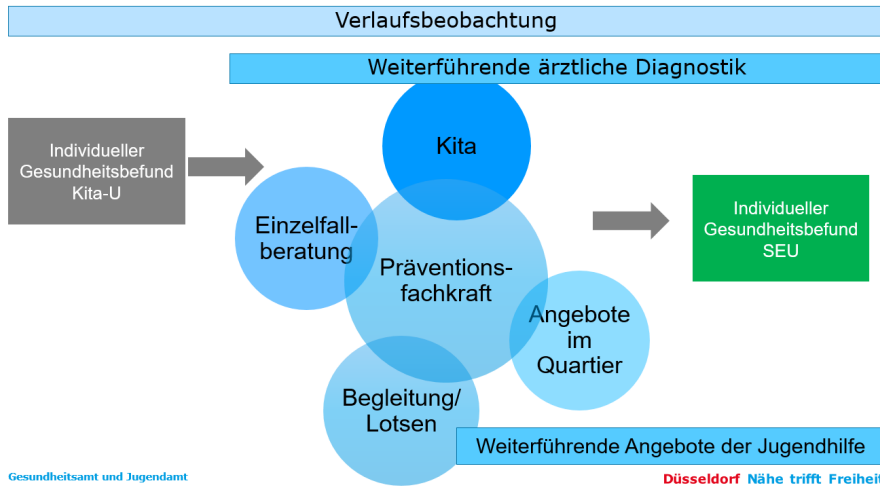 Verlaufsbeobachtung
Weiterführende ärztliche Diagnostik
Individueller
Gesundheitsbefund
Kita-U
Kita
Einzelfall-
beratung
Präventions-
fachkraft
Individueller
Gesundheitsbefund
SEU
Angebote
im
Quartier
Begleitung/
Lotsen
Weiterführende Angebote der Jugendhilfe
Gesundheitsamt und Jugendamt
Düsseldorf Nähe trifft Freiheit